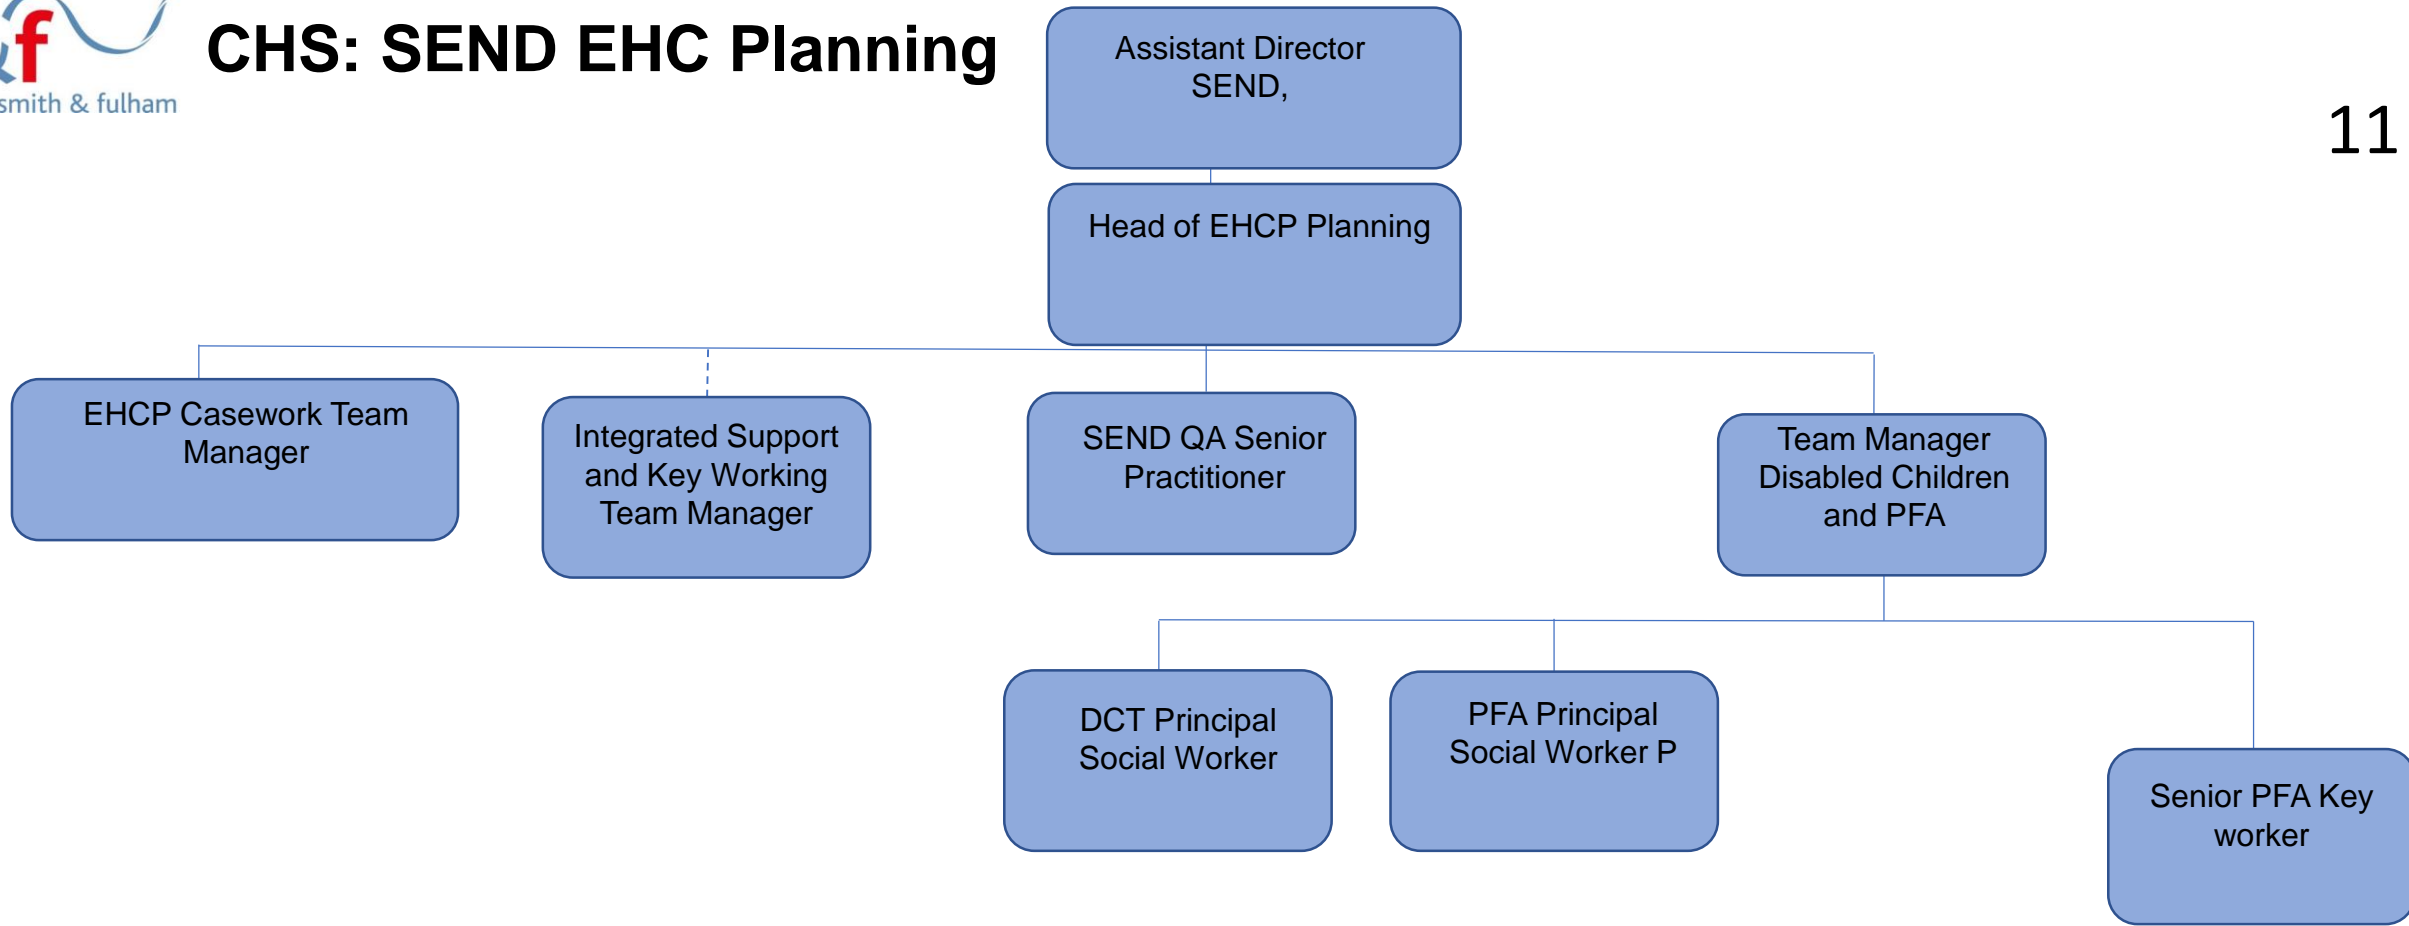 f
smith & fulham
CHS: SEND EHC Planning
11
Assistant Director
SEND,
Head of EHCP Planning
EHCP Casework Team
Manager
Integrated Support
and Key Working
Team Manager
SEND QA Senior
Practitioner
Team Manager
Disabled Children
and PFA
DCT Principal
Social Worker
PFA Principal
Social Worker P
Senior PFA Key
worker